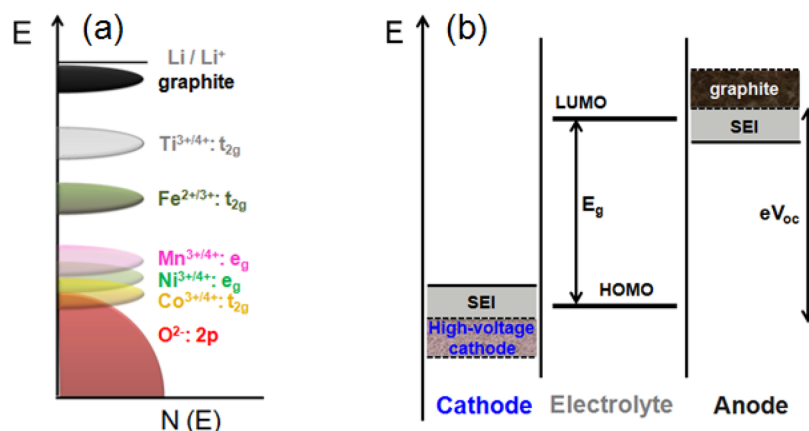 E (a)
Li / Li⁺
graphite
Ti³⁺/⁴⁺: t₂g
Fe²⁺/³⁺: t₂g
Mn³⁺/⁴⁺: eg
Ni³⁺/⁴⁺: eg
Co³⁺/⁴⁺: t₂g
O²⁻: 2p
N (E)
E (b)
graphite
LUMO
SEI
Eg
eVoc
HOMO
SEI
High-voltage
cathode
Cathode Electrolyte Anode